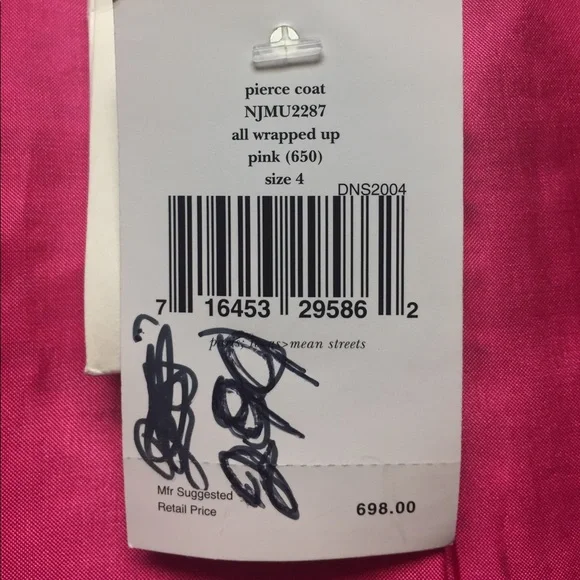 pierce coat
NJMU2287
all wrapped up
pink (650)
size 4
DNS2004
7 16453 29586 2
mean streets
Mfr Suggested
Retail Price
698.00